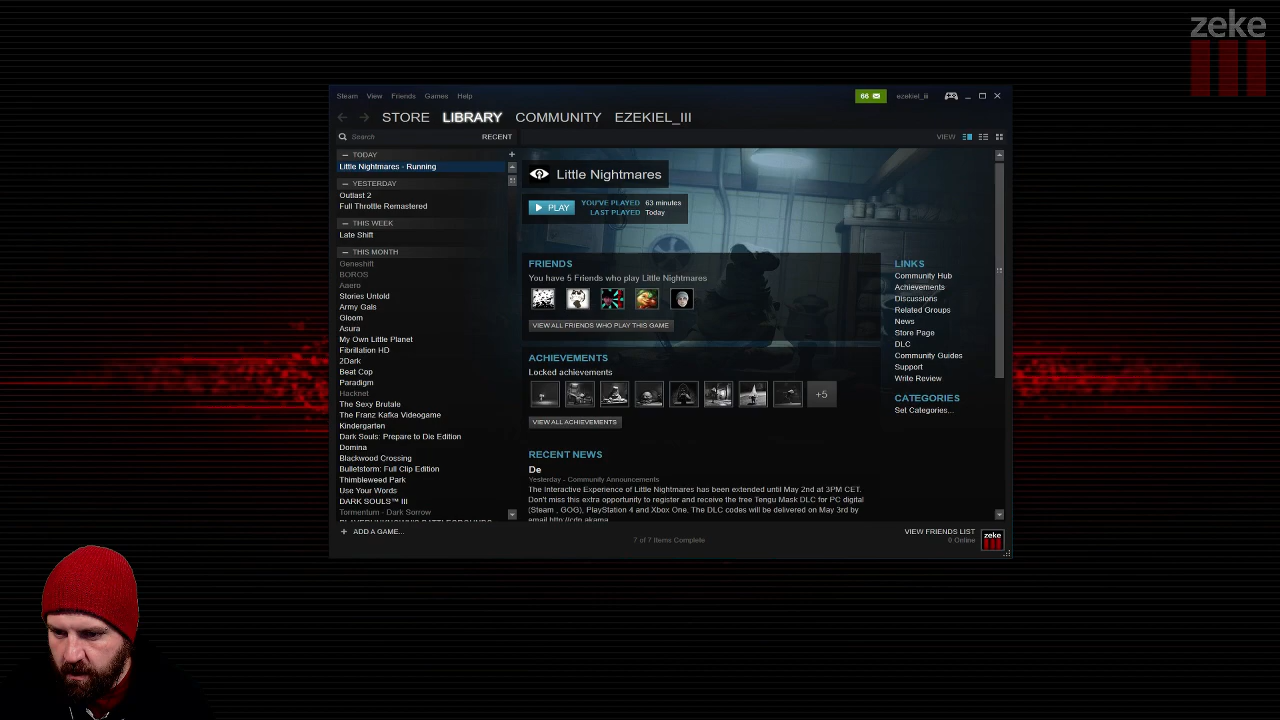 zeke
Steam View Friends Games Help
66
ezekiel_iii
STORE LIBRARY COMMUNITY EZEKIEL_III
Search
RECENT
VIEW
— TODAY +
Little Nightmares - Running
— YESTERDAY
Outlast 2
Full Throttle Remastered
— THIS WEEK
Late Shift
— THIS MONTH
Geneshift
BOROS
Aaero
Stories Untold
Army Gals
Gloom
Asura
My Own Little Planet
Fibrillation HD
2Dark
Beat Cop
Paradigm
Hacknet
The Sexy Brutale
The Franz Kafka Videogame
Kindergarten
Dark Souls: Prepare to Die Edition
Domina
Blackwood Crossing
Bulletstorm: Full Clip Edition
Thimbleweed Park
Use Your Words
DARK SOULS™ III
Tormentum - Dark Sorrow
+ ADD A GAME...
Little Nightmares
PLAY
YOU'VE PLAYED 63 minutes
LAST PLAYED Today
FRIENDS
You have 5 Friends who play Little Nightmares
VIEW ALL FRIENDS WHO PLAY THIS GAME
ACHIEVEMENTS
Locked achievements
+5
VIEW ALL ACHIEVEMENTS
RECENT NEWS
De
Yesterday - Community Announcements
The Interactive Experience of Little Nightmares has been extended until May 2nd at 3PM CET.
Don't miss this extra opportunity to register and receive the free Tengu Mask DLC for PC digital
(Steam , GOG), PlayStation 4 and Xbox One. The DLC codes will be delivered on May 3rd by
email http://cdn.akama
LINKS
Community Hub
Achievements
Discussions
Related Groups
News
Store Page
DLC
Community Guides
Support
Write Review
CATEGORIES
Set Categories...
7 of 7 Items Complete
VIEW FRIENDS LIST
0 Online
zeke